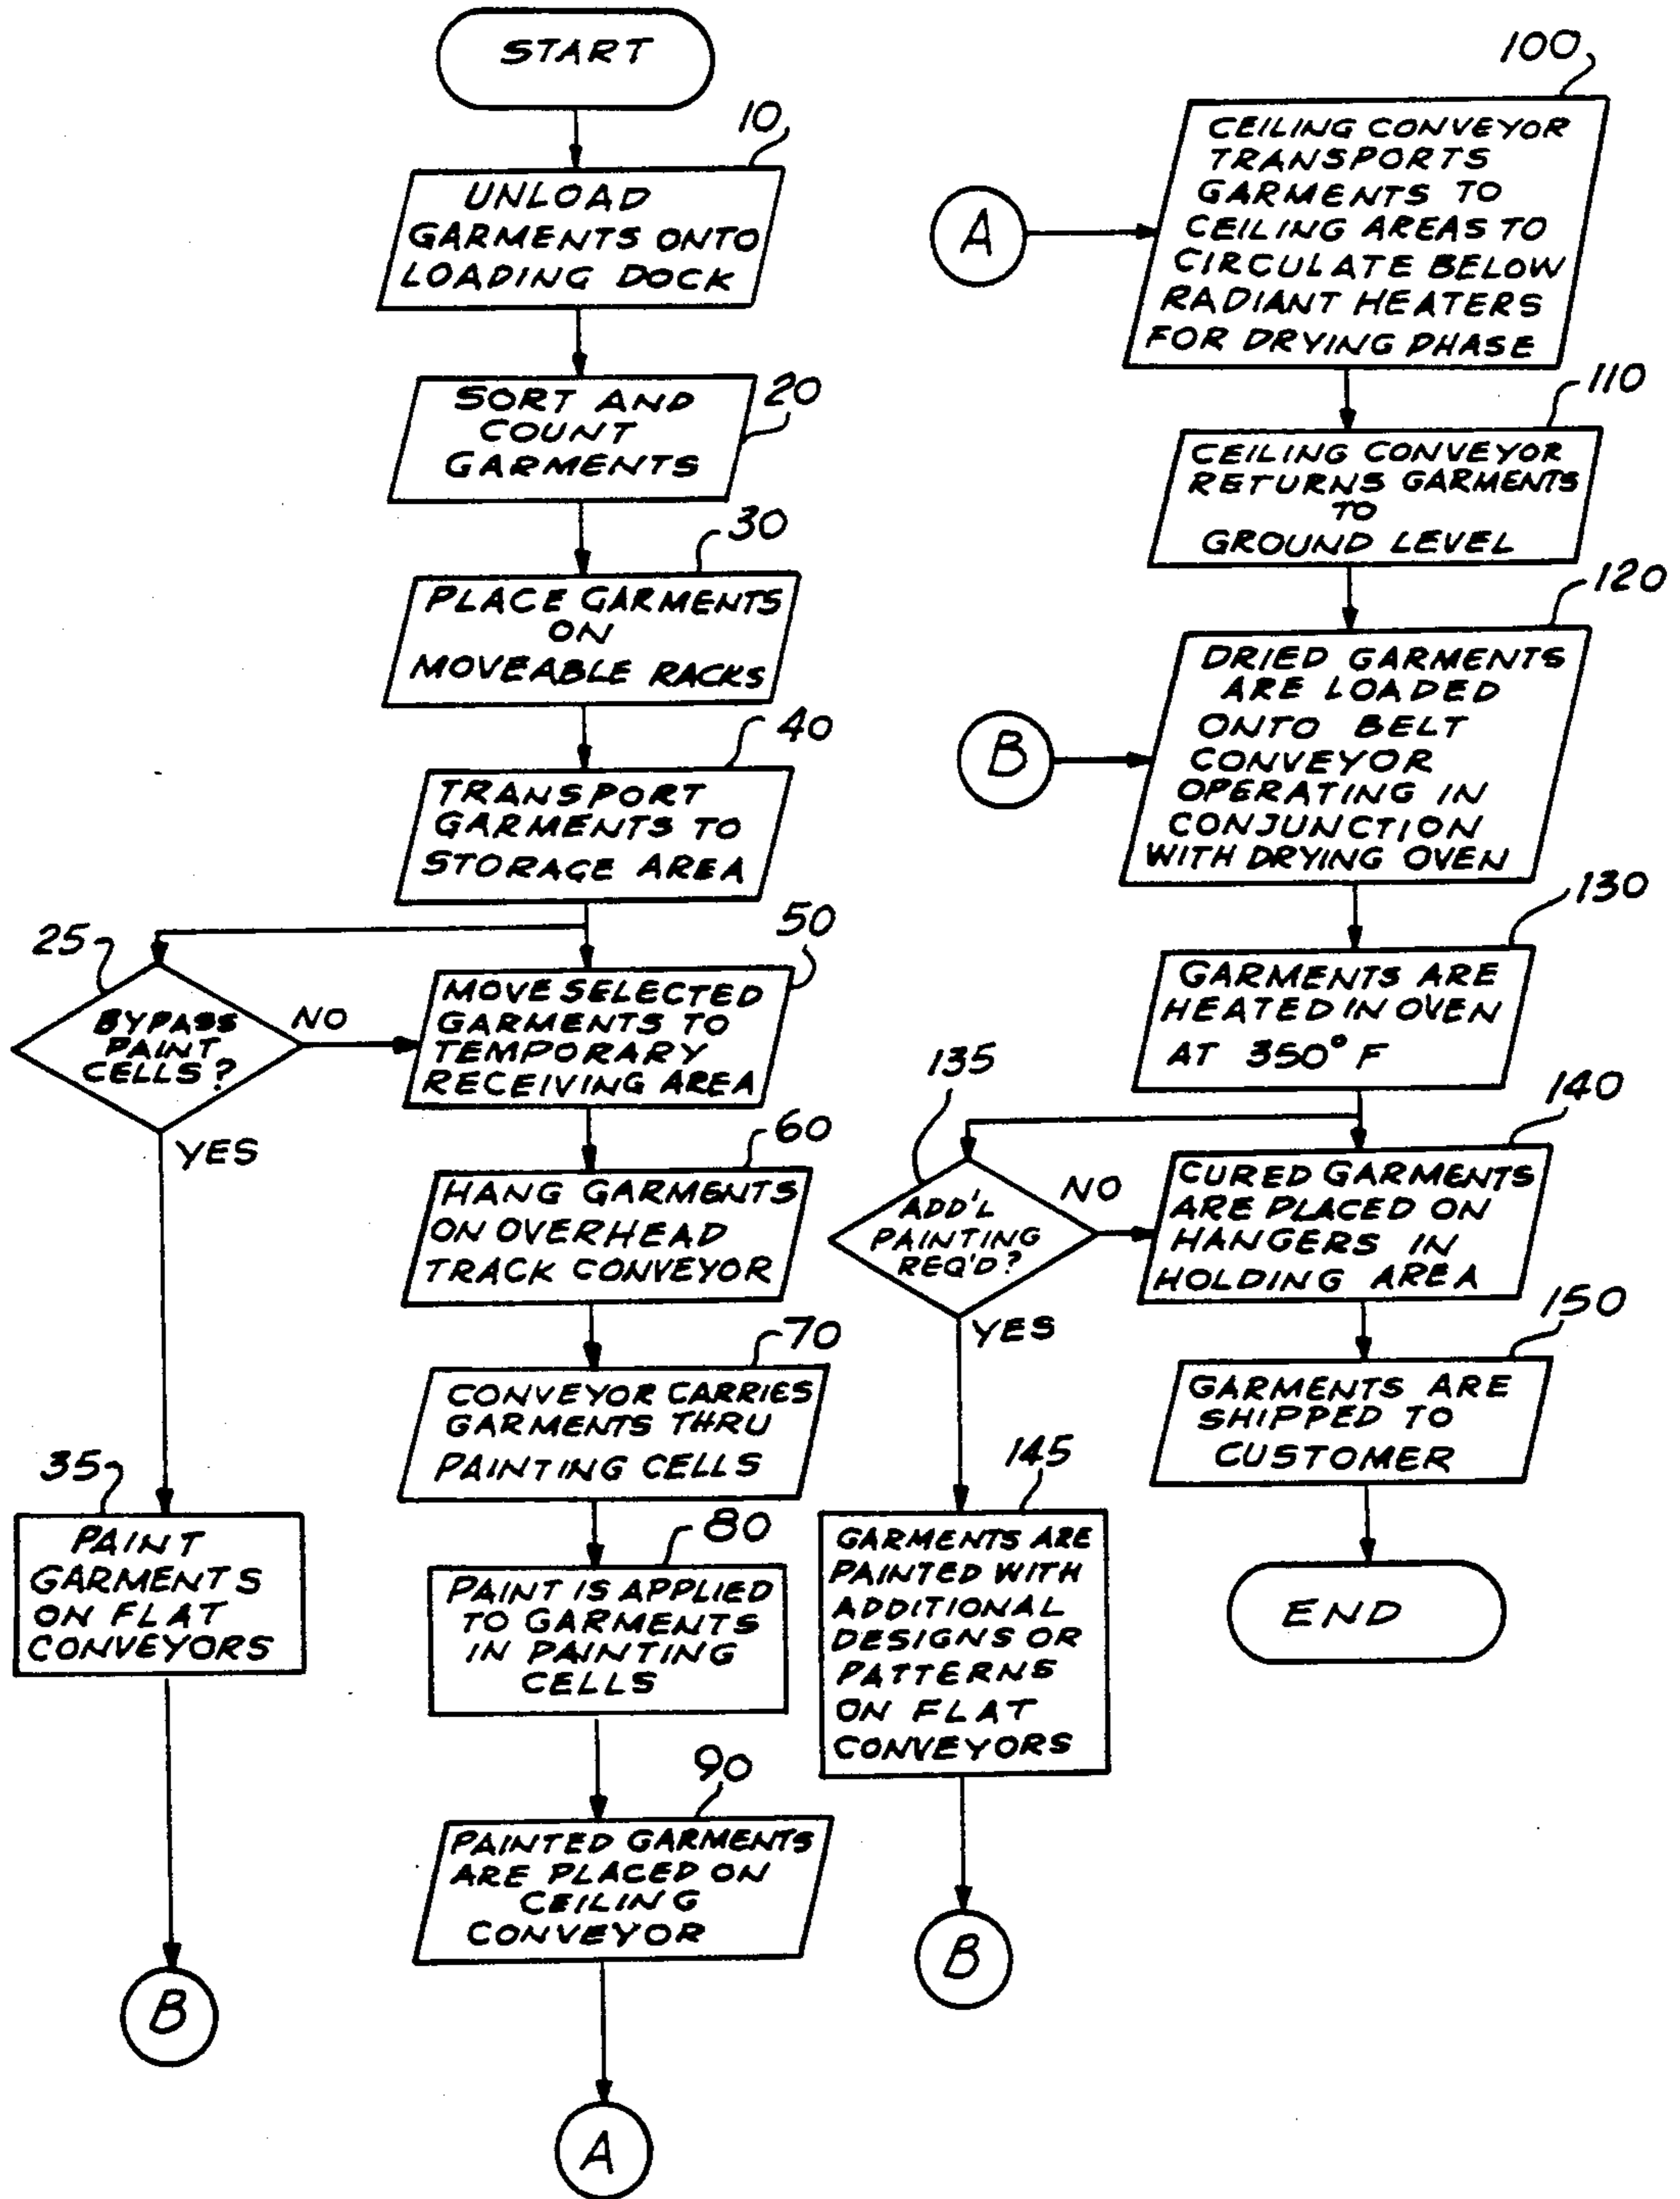 START
10
UNLOAD
GARMENTS ONTO
LOADING DOCK
SORT AND
COUNT
GARMENTS
20
30
PLACE GARMENTS
ON
MOVEABLE RACKS
40
TRANSPORT
GARMENTS TO
STORAGE AREA
25
BYPASS
PAINT
CELLS?
NO
YES
50
MOVE SELECTED
GARMENTS TO
TEMPORARY
RECEIVING AREA
60
HANG GARMENTS
ON OVERHEAD
TRACK CONVEYOR
70
CONVEYOR CARRIES
GARMENTS THRU
PAINTING CELLS
35
PAINT
GARMENTS
ON FLAT
CONVEYORS
B
80
PAINT IS APPLIED
TO GARMENTS
IN PAINTING
CELLS
90
PAINTED GARMENTS
ARE PLACED ON
CEILING
CONVEYOR
A
100
A
CEILING CONVEYOR
TRANSPORTS
GARMENTS TO
CEILING AREAS TO
CIRCULATE BELOW
RADIANT HEATERS
FOR DRYING PHASE
110
CEILING CONVEYOR
RETURNS GARMENTS
TO
GROUND LEVEL
120
B
DRIED GARMENTS
ARE LOADED
ONTO BELT
CONVEYOR
OPERATING IN
CONJUNCTION
WITH DRYING OVEN
130
GARMENTS ARE
HEATED IN OVEN
AT 350° F
135
ADD'L
PAINTING
REQ'D?
NO
YES
140
CURED GARMENTS
ARE PLACED ON
HANGERS IN
HOLDING AREA
150
GARMENTS ARE
SHIPPED TO
CUSTOMER
145
GARMENTS ARE
PAINTED WITH
ADDITIONAL
DESIGNS OR
PATTERNS
ON FLAT
CONVEYORS
B
END